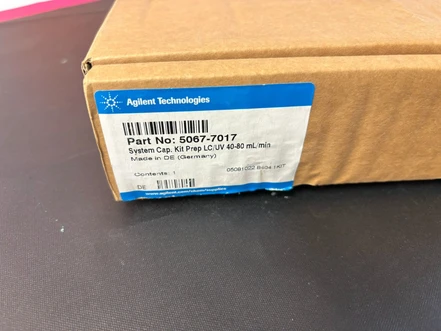 Agilent Technologies
Part No: 5067-7017
System Cap. Kit Prep LC/UV 40-80 mL/min
Made in DE (Germany)
Contents: 1
DE